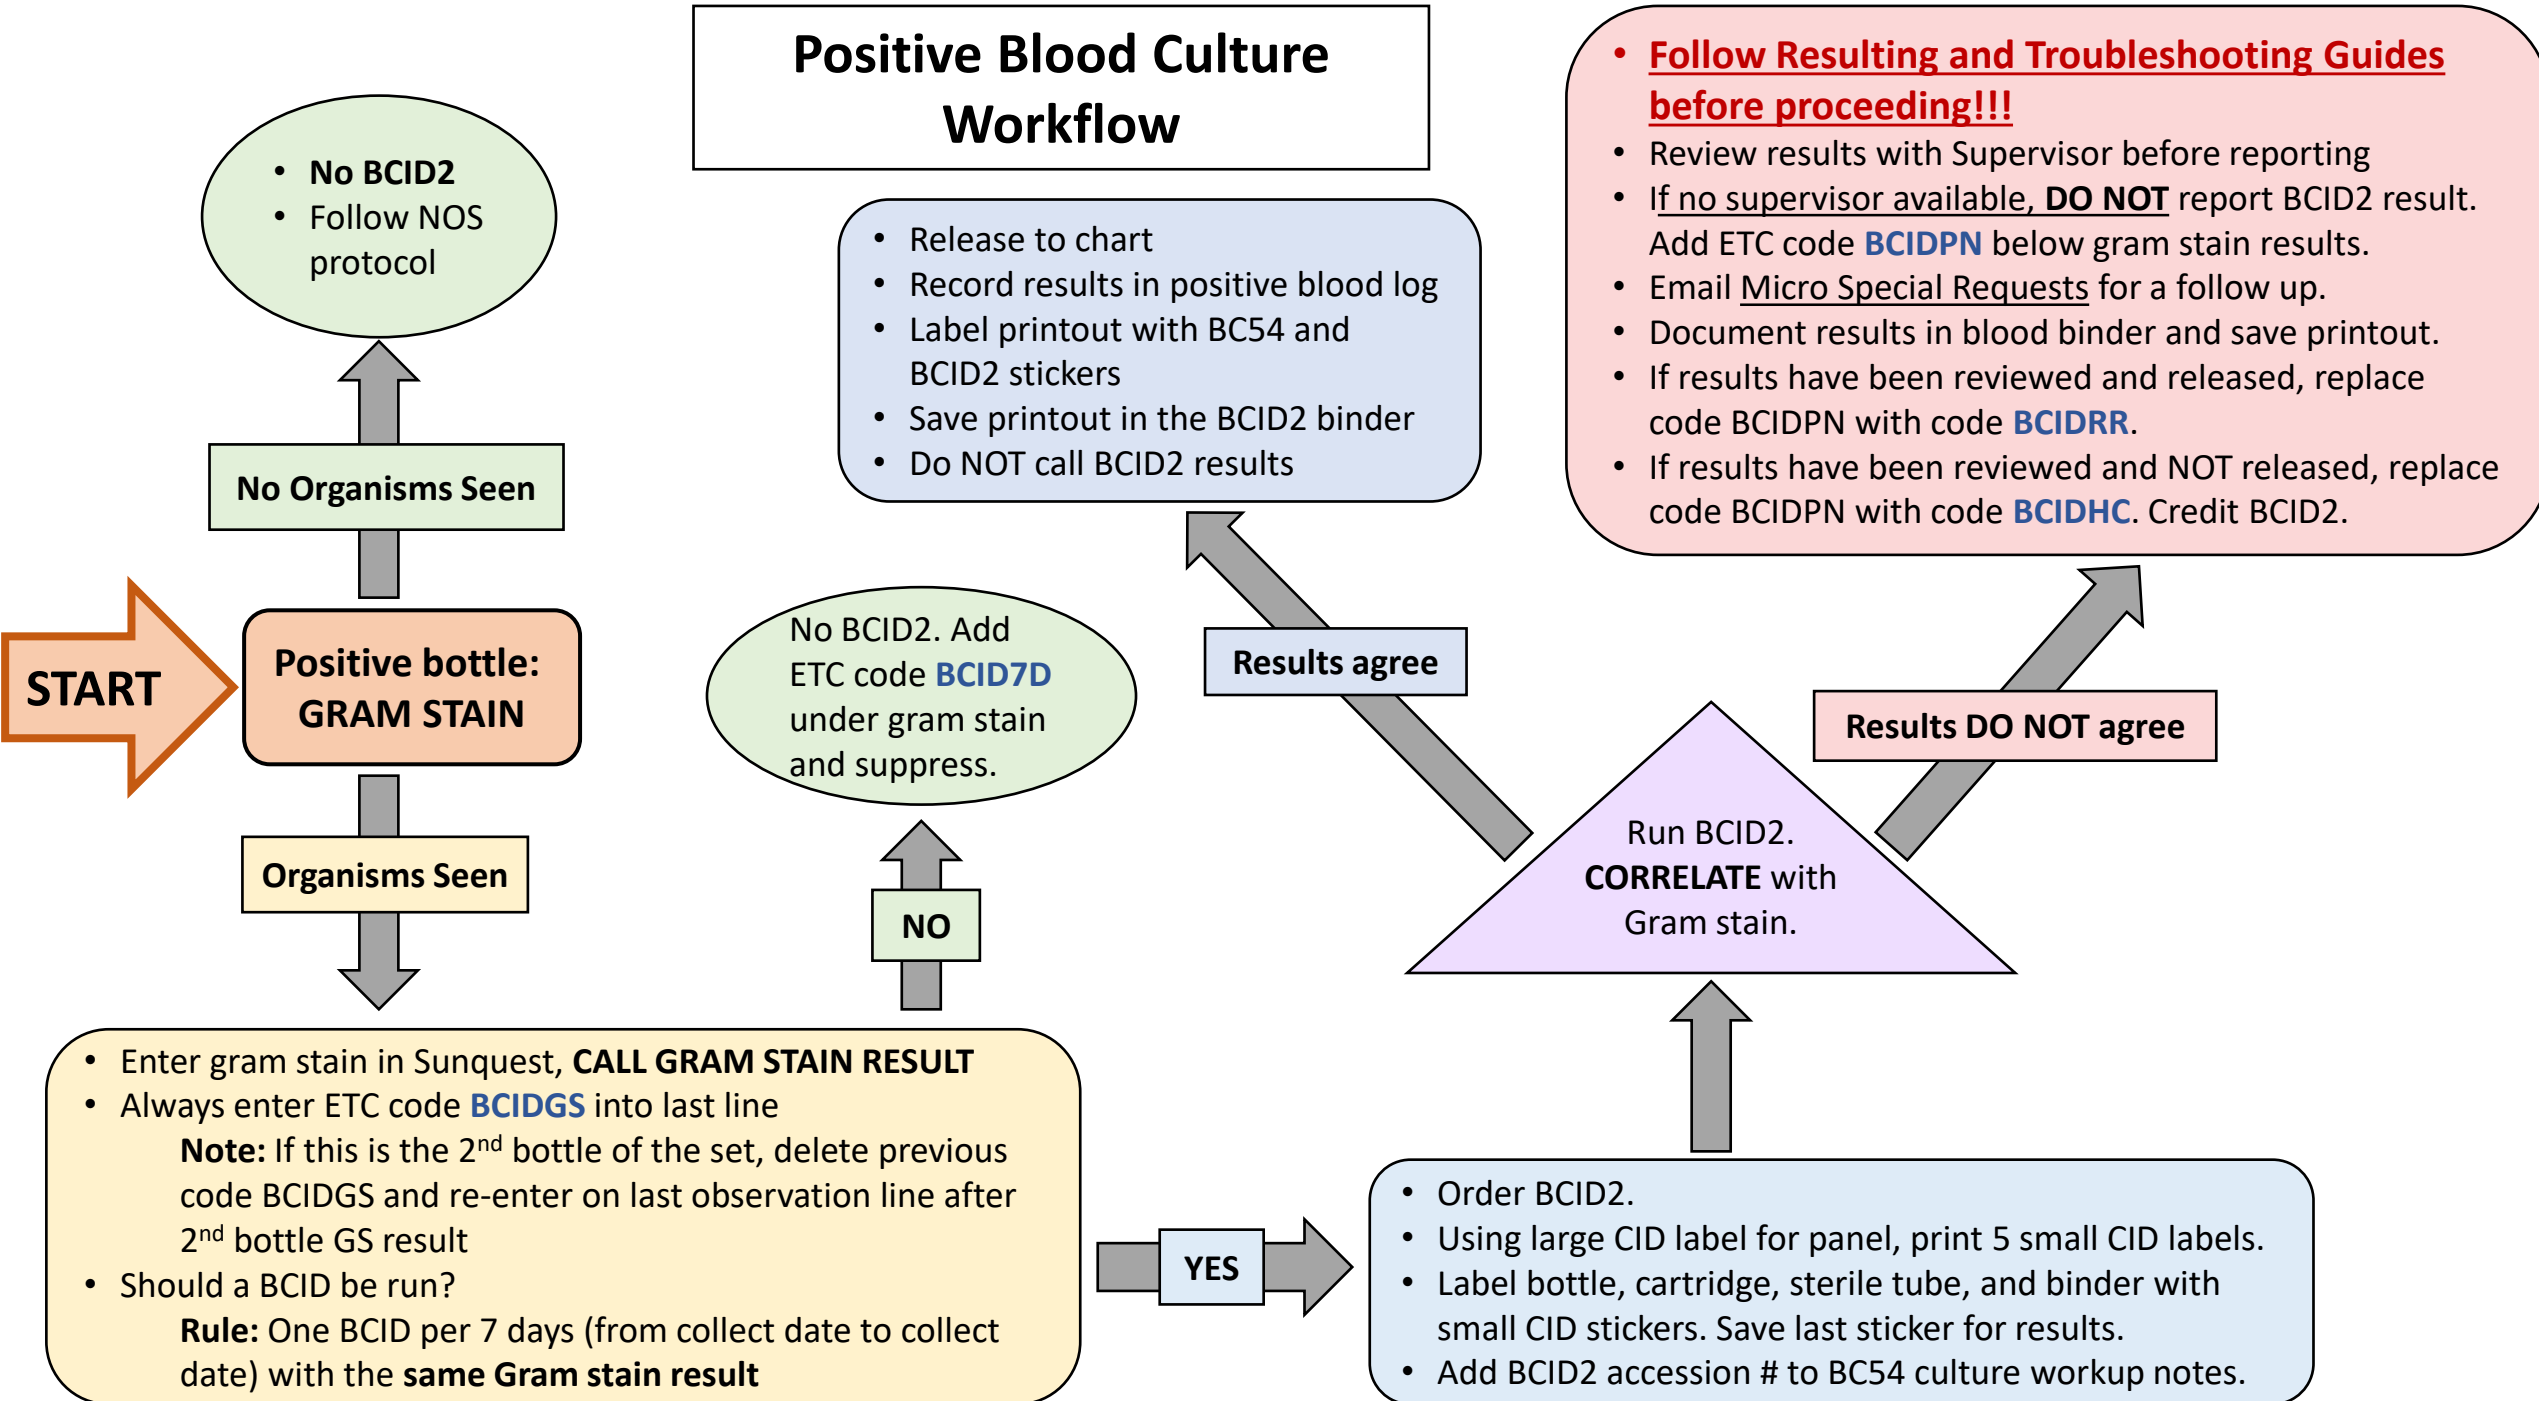 Positive Blood Culture
Workflow
START
Positive bottle:
GRAM STAIN
No Organisms Seen
• No BCID2
• Follow NOS
protocol
Organisms Seen
• Enter gram stain in Sunquest, CALL GRAM STAIN RESULT
• Always enter ETC code BCIDGS into last line
Note: If this is the 2nd bottle of the set, delete previous
code BCIDGS and re-enter on last observation line after
2nd bottle GS result
• Should a BCID be run?
Rule: One BCID per 7 days (from collect date to collect
date) with the same Gram stain result
NO
No BCID2. Add
ETC code BCID7D
under gram stain
and suppress.
YES
• Order BCID2.
• Using large CID label for panel, print 5 small CID labels.
• Label bottle, cartridge, sterile tube, and binder with
small CID stickers. Save last sticker for results.
• Add BCID2 accession # to BC54 culture workup notes.
Run BCID2.
CORRELATE with
Gram stain.
Results agree
• Release to chart
• Record results in positive blood log
• Label printout with BC54 and
BCID2 stickers
• Save printout in the BCID2 binder
• Do NOT call BCID2 results
Results DO NOT agree
• Follow Resulting and Troubleshooting Guides
before proceeding!!!
• Review results with Supervisor before reporting
• If no supervisor available, DO NOT report BCID2 result.
Add ETC code BCIDPN below gram stain results.
• Email Micro Special Requests for a follow up.
• Document results in blood binder and save printout.
• If results have been reviewed and released, replace
code BCIDPN with code BCIDRR.
• If results have been reviewed and NOT released, replace
code BCIDPN with code BCIDHC. Credit BCID2.